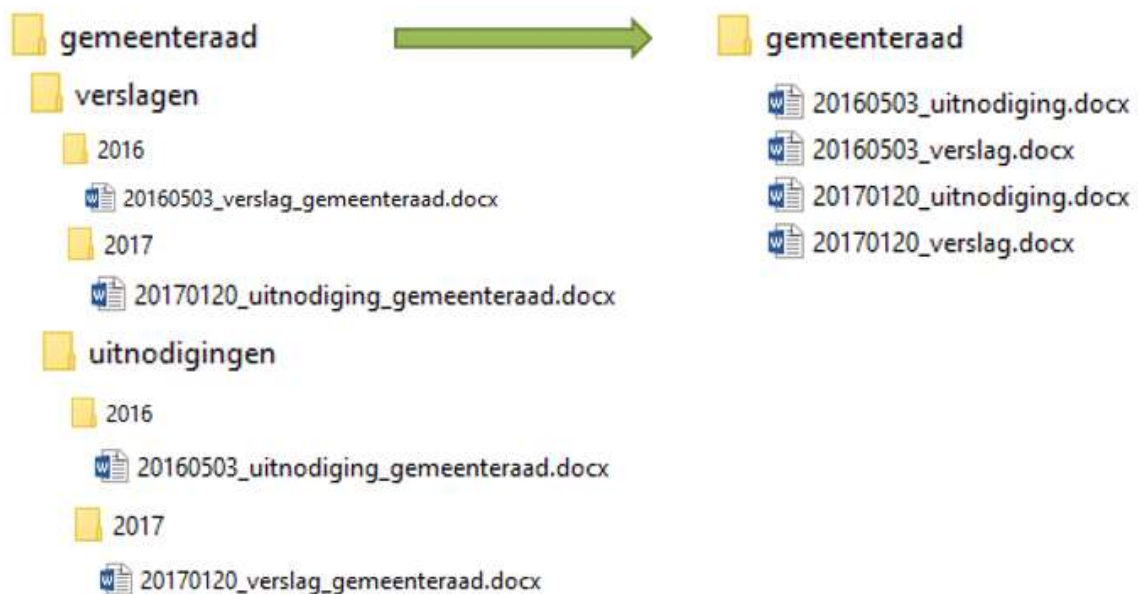 gemeenteraad
verslagen
2016
20160503_verslag_gemeenteraad.docx
2017
20170120_uitnodiging_gemeenteraad.docx
uitnodigingen
2016
20160503_uitnodiging_gemeenteraad.docx
2017
20170120_verslag_gemeenteraad.docx
gemeenteraad
20160503_uitnodiging.docx
20160503_verslag.docx
20170120_uitnodiging.docx
20170120_verslag.docx